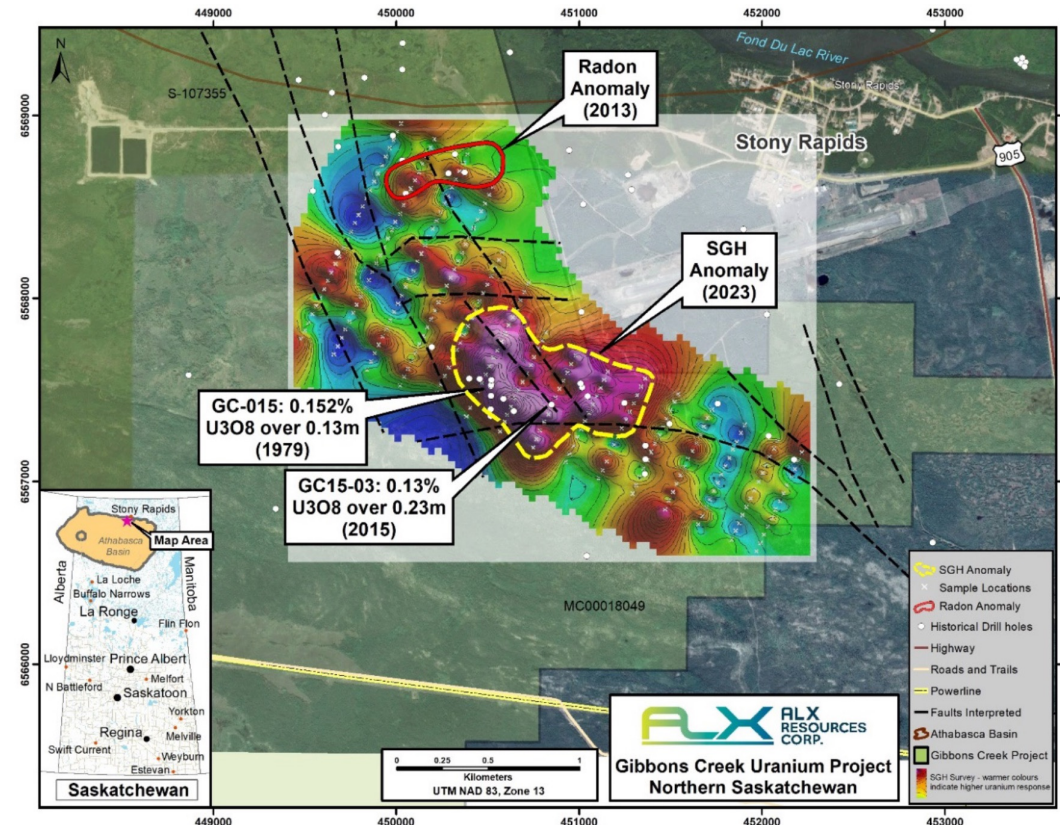 449000
450000
451000
452000
453000
6569000
6568000
6567000
6566000
N
S-107355
Radon
Anomaly
(2013)
Fond Du Lac River
Stony Rapids
Stony Rapids
905
SGH
Anomaly
(2023)
GC-015: 0.152%
U3O8 over 0.13m
(1979)
GC15-03: 0.13%
U3O8 over 0.23m
(2015)
MC00018049
Stony Rapids
Map Area
Athabasca
Basin
Alberta
Manitoba
La Loche
Buffalo Narrows
La Ronge
Flin Flon
Lloydminster
Prince Albert
Melfort
N Battleford
Saskatoon
Yorkton
Regina
Melville
Swift Current
Weyburn
Estevan
Saskatchewan
0 0.25 0.5 1
Kilometers
UTM NAD 83, Zone 13
ALX
ALX
RESOURCES
CORP.
Gibbons Creek Uranium Project
Northern Saskatchewan
SGH Anomaly
Sample Locations
Radon Anomaly
Historical Drill holes
Highway
Roads and Trails
Powerline
Faults Interpreted
Athabasca Basin
Gibbons Creek Project
SGH Survey - warmer colours
indicate higher uranium response
449000
450000
451000
452000
453000